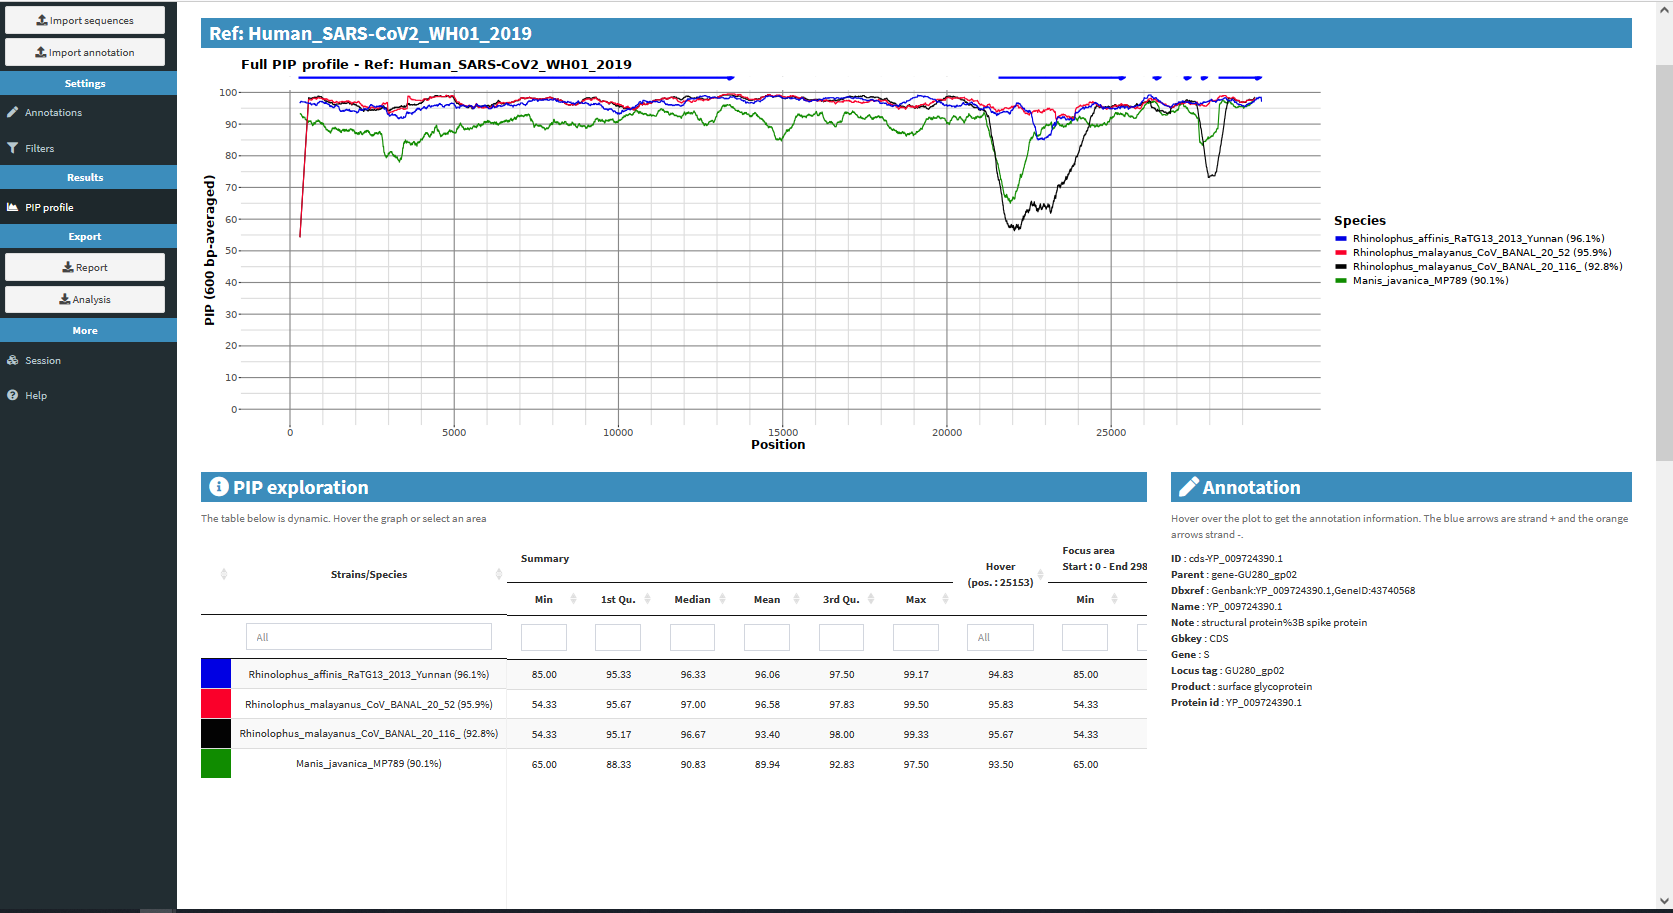 Import sequences
Import annotation
Settings
Annotations
Filters
Results
PIP profile
Export
Report
Analysis
More
Session
Help
Ref: Human_SARS-CoV2_WH01_2019
Full PIP profile - Ref: Human_SARS-CoV2_WH01_2019
PIP (600 bp-averaged)
100
90
80
70
60
50
40
30
20
10
0
0 5000 10000 15000 20000 25000
Position
Species
Rhinolophus_affinis_RaTG13_2013_Yunnan (96.1%)
Rhinolophus_malayanus_CoV_BANAL_20_52 (95.9%)
Rhinolophus_malayanus_CoV_BANAL_20_116_ (92.8%)
Manis_javanica_MP789 (90.1%)
PIP exploration
The table below is dynamic. Hover the graph or select an area
Strains/Species
Summary
Hover
(pos. : 25153)
Focus area
Start : 0 - End 298
Min 1st Qu. Median Mean 3rd Qu. Max Min
All All
Rhinolophus_affinis_RaTG13_2013_Yunnan (96.1%) 85.00 95.33 96.33 96.06 97.50 99.17 94.83 85.00
Rhinolophus_malayanus_CoV_BANAL_20_52 (95.9%) 54.33 95.67 97.00 96.58 97.83 99.50 95.83 54.33
Rhinolophus_malayanus_CoV_BANAL_20_116_ (92.8%) 54.33 95.17 96.67 93.40 98.00 99.33 95.67 54.33
Manis_javanica_MP789 (90.1%) 65.00 88.33 90.83 89.94 92.83 97.50 93.50 65.00
Annotation
Hover over the plot to get the annotation information. The blue arrows are strand + and the orange
arrows strand -.
ID : cds-YP_009724390.1
Parent : gene-GU280_gp02
Dbxref : Genbank:YP_009724390.1,GeneID:43740568
Name : YP_009724390.1
Note : structural protein%3B spike protein
Gbkey : CDS
Gene : S
Locus tag : GU280_gp02
Product : surface glycoprotein
Protein id : YP_009724390.1